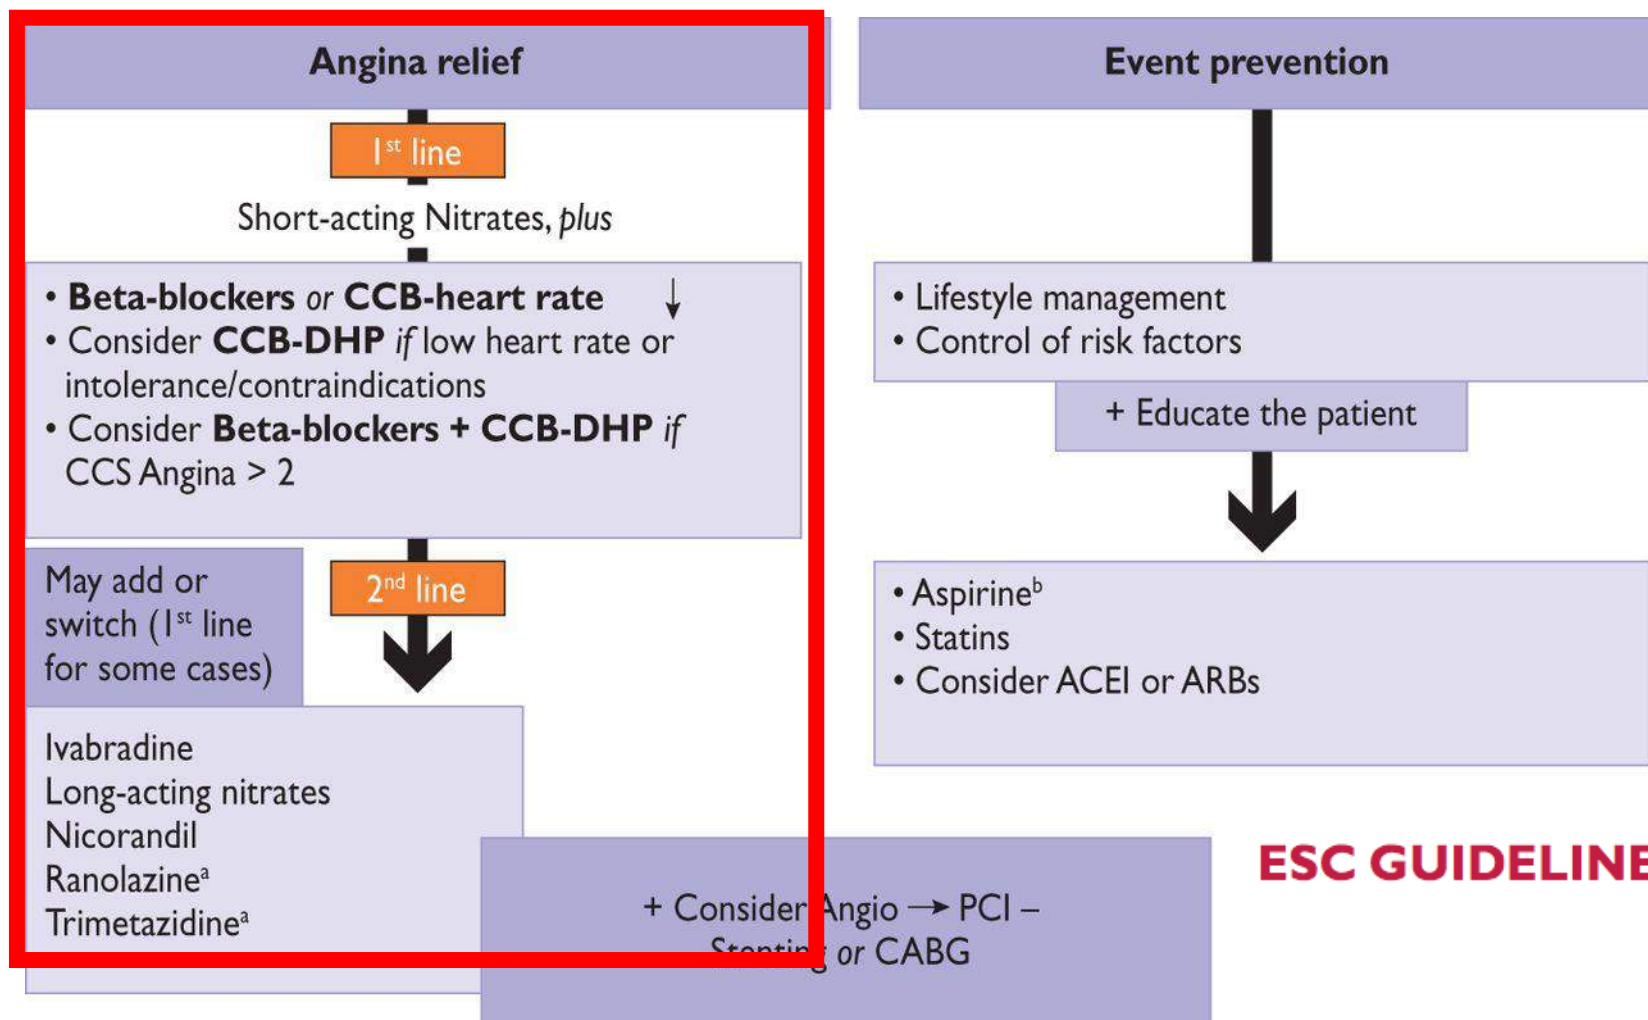 Angina relief
1st line
Short-acting Nitrates, plus
• Beta-blockers or CCB-heart rate ↓
• Consider CCB-DHP if low heart rate or
intolerance/contraindications
• Consider Beta-blockers + CCB-DHP if
CCS Angina > 2
May add or
switch (1st line
for some cases)
2nd line
Ivabradine
Long-acting nitrates
Nicorandil
Ranolazineᵃ
Trimetazidineᵃ
+ Consider Angio → PCI –
Stenting or CABG
Event prevention
• Lifestyle management
• Control of risk factors
+ Educate the patient
• Aspirineᵇ
• Statins
• Consider ACEI or ARBs
ESC GUIDELINE